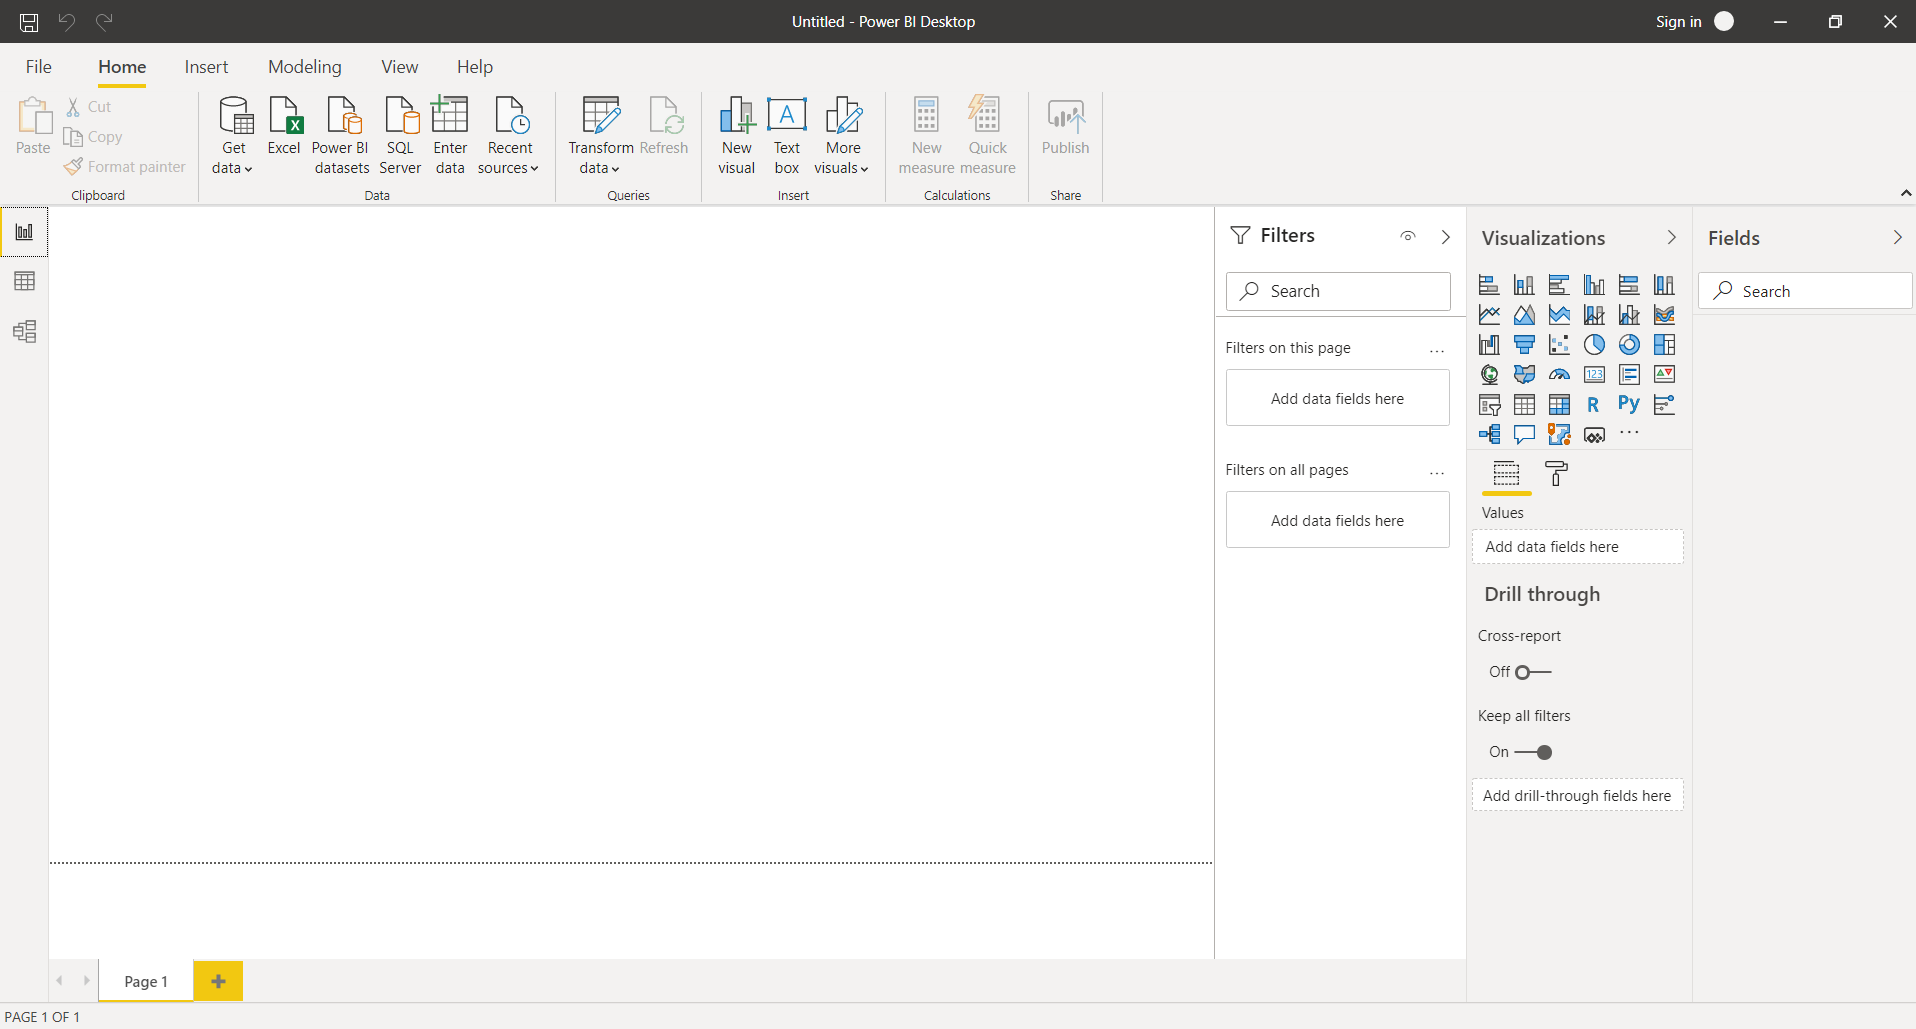 Untitled - Power BI Desktop
Sign in
File Home Insert Modeling View Help
Paste
Cut
Copy
Format painter
Clipboard
Get data
Excel
Power BI datasets
SQL Server
Enter data
Recent sources
Data
Transform data
Refresh
Queries
New visual
Text box
More visuals
Insert
New measure
Quick measure
Calculations
Publish
Share
Filters
Search
Filters on this page ...
Add data fields here
Filters on all pages ...
Add data fields here
Visualizations
123
R Py
...
Values
Add data fields here
Drill through
Cross-report
Off
Keep all filters
On
Add drill-through fields here
Fields
Search
Page 1
PAGE 1 OF 1